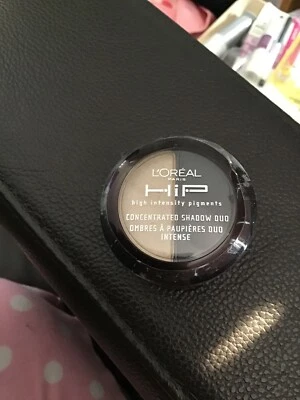 L'ORÉAL
PARIS
HiP
high intensity pigments
CONCENTRATED SHADOW DUO
OMBRES À PAUPIÈRES DUO
INTENSE